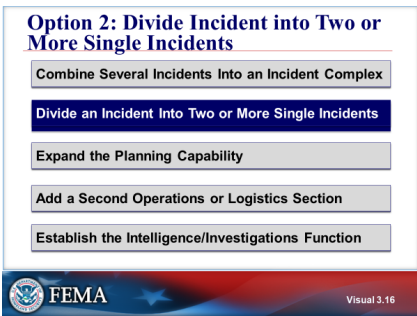 Option 2: Divide Incident into Two or
More Single Incidents
Combine Several Incidents Into an Incident Complex
Divide an Incident Into Two or More Single Incidents
Expand the Planning Capability
Add a Second Operations or Logistics Section
Establish the Intelligence/Investigations Function
FEMA
Visual 3.16